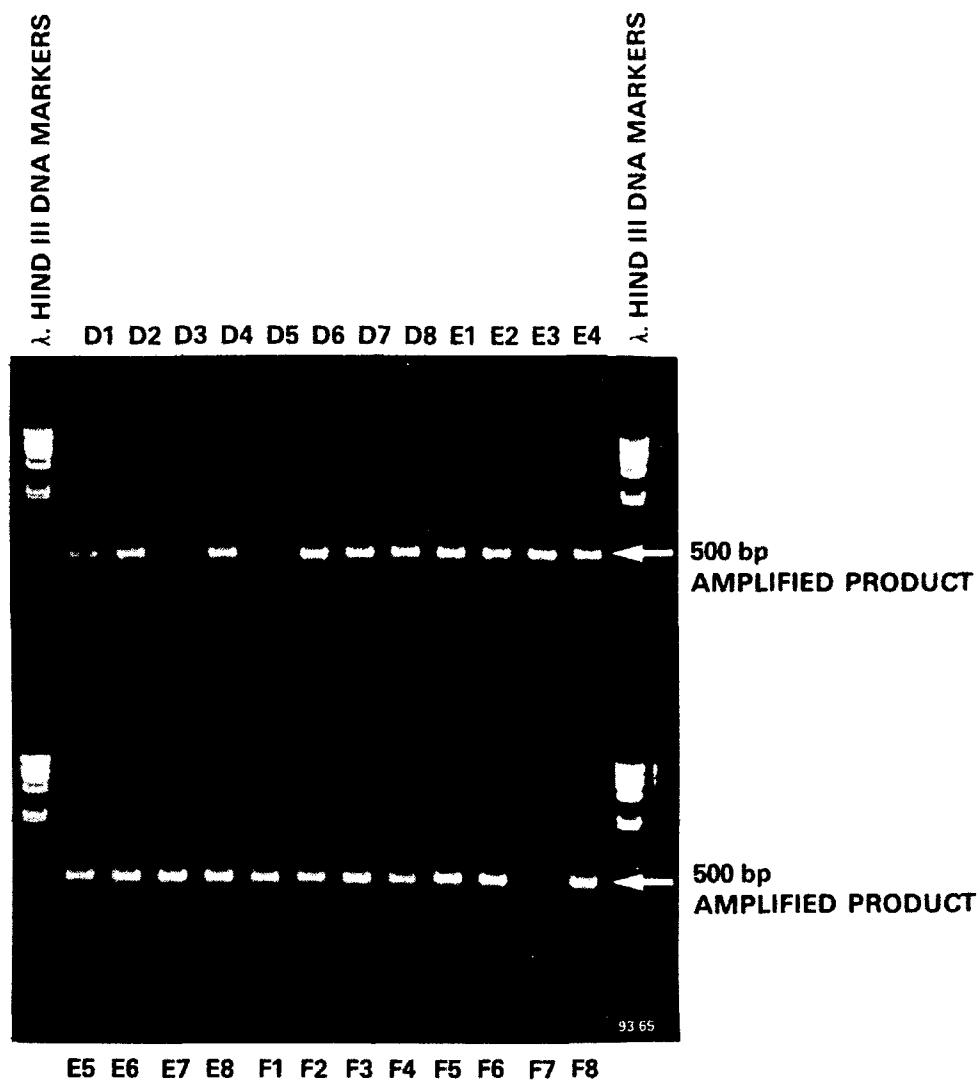 λ. HIND III DNA MARKERS
λ. HIND III DNA MARKERS
D1 D2 D3 D4 D5 D6 D7 D8 E1 E2 E3 E4
500 bp
AMPLIFIED PRODUCT
500 bp
AMPLIFIED PRODUCT
93 65
E5 E6 E7 E8 F1 F2 F3 F4 F5 F6 F7 F8